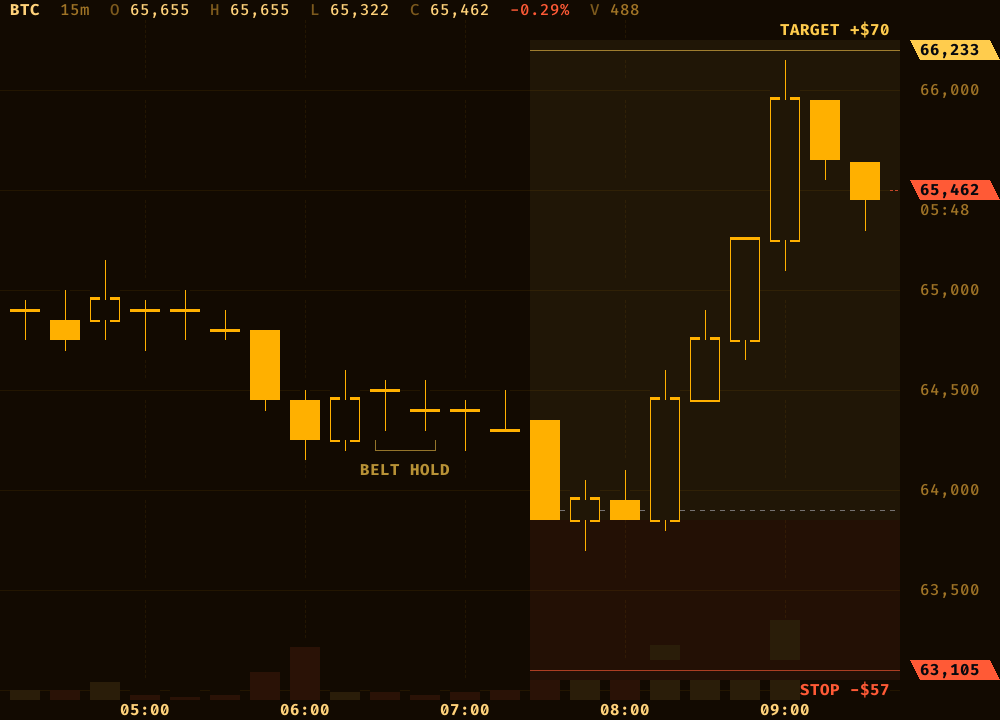 BTC 15m O 65,655 H 65,655 L 65,322 C 65,462 -0.29% V 488
TARGET +$70
66,233
66,000
65,462
05:48
65,000
64,500
BELT HOLD
64,000
63,500
63,105
STOP -$57
05:00 06:00 07:00 08:00 09:00